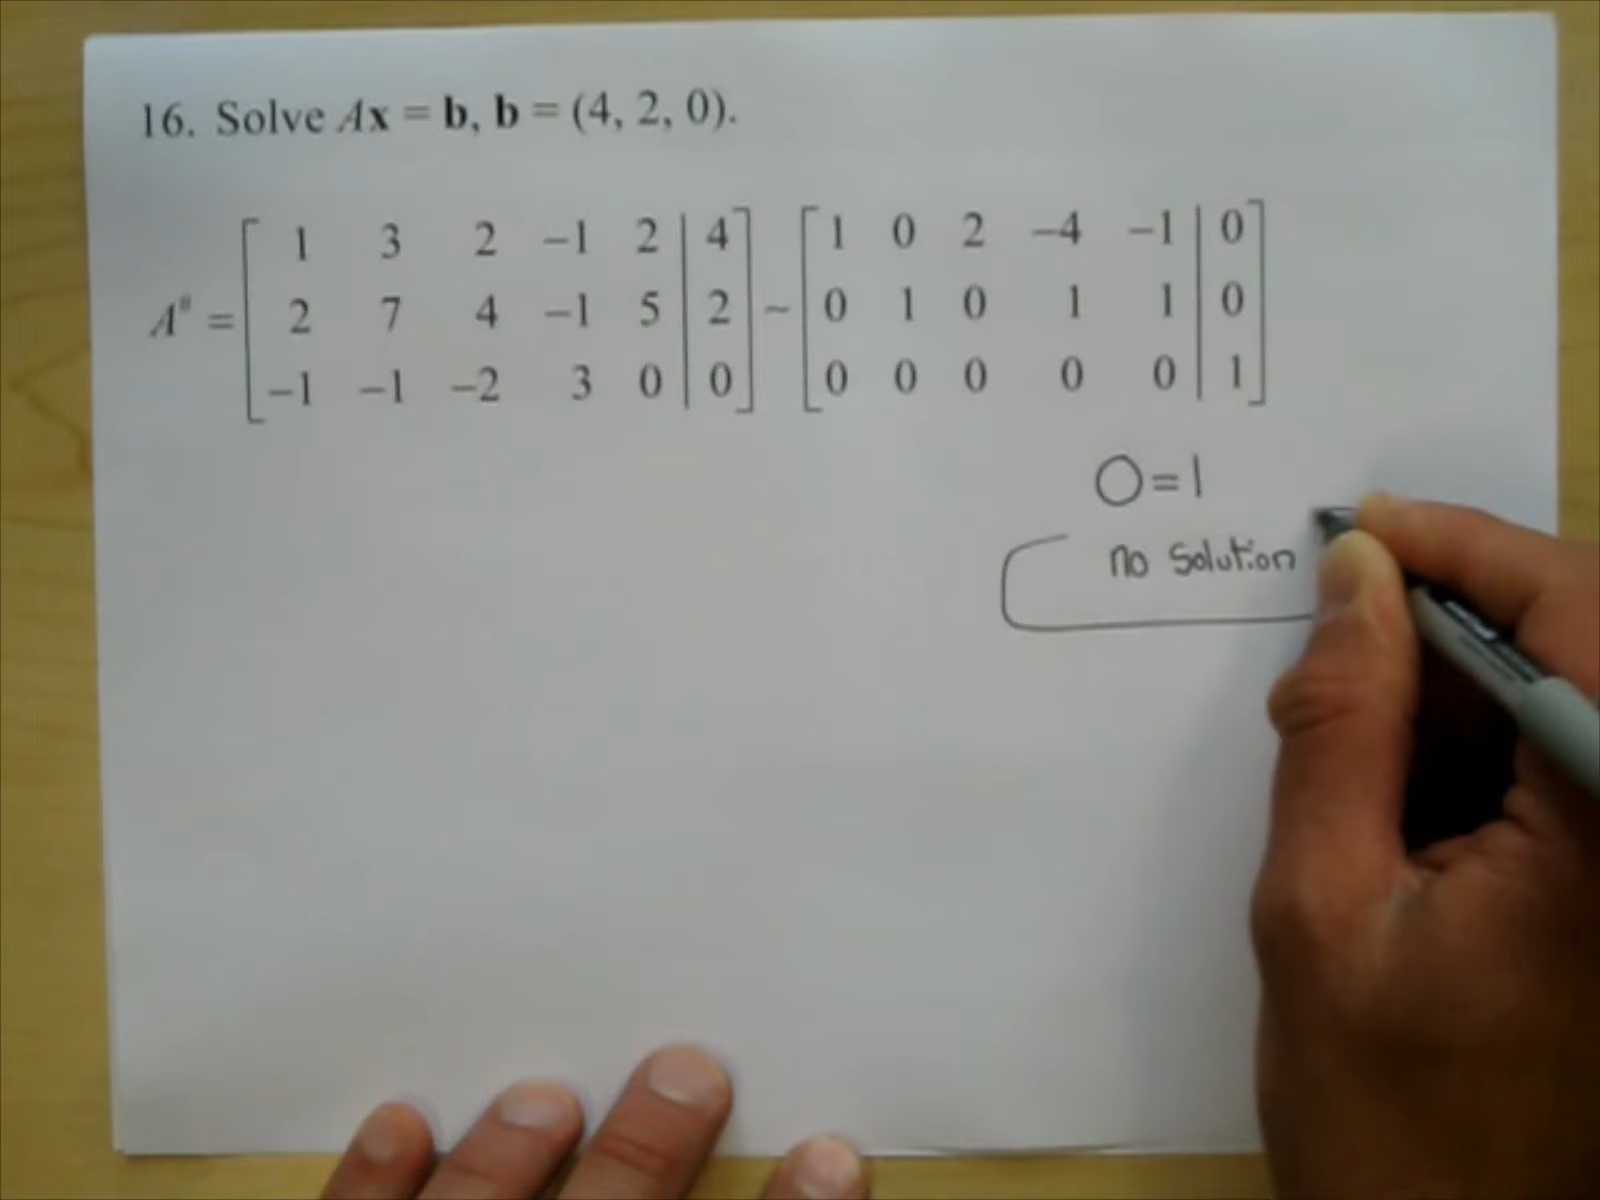 16. Solve Ax = b, b = (4, 2, 0).
A# = [ 1 3 2 −1 2 | 4 ] ~ [ 1 0 2 −4 −1 | 0 ]
2 7 4 −1 5 | 2 0 1 0 1 1 | 0
−1 −1 −2 3 0 | 0 0 0 0 0 0 | 1
0 = 1
no solution